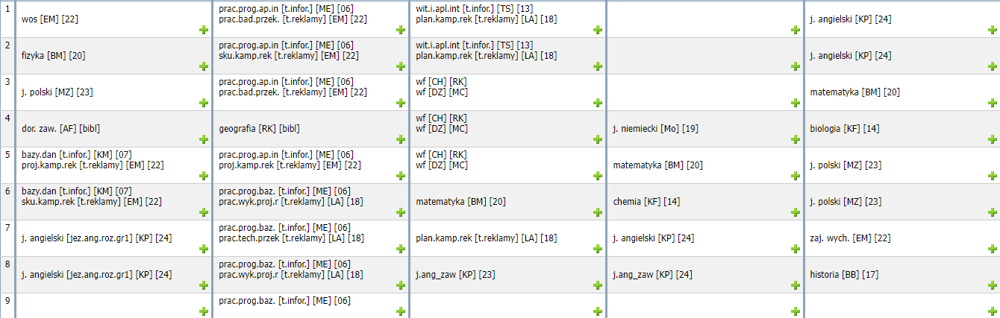 1
wos [EM] [22]
prac.prog.ap.in [t.infor.] [ME] [06]
prac.bad.przek. [t.reklamy] [EM] [22]
wit.i.apl.int [t.infor.] [TS] [13]
plan.kamp.rek [t.reklamy] [LA] [18]
j. angielski [KP] [24]
2
fizyka [BM] [20]
prac.prog.ap.in [t.infor.] [ME] [06]
sku.kamp.rek [t.reklamy] [EM] [22]
wit.i.apl.int [t.infor.] [TS] [13]
plan.kamp.rek [t.reklamy] [LA] [18]
j. angielski [KP] [24]
3
j. polski [MZ] [23]
prac.prog.ap.in [t.infor.] [ME] [06]
prac.bad.przek. [t.reklamy] [EM] [22]
wf [CH] [RK]
wf [DZ] [MC]
matematyka [BM] [20]
4
dor. zaw. [AF] [bibl]
geografia [RK] [bibl]
wf [CH] [RK]
wf [DZ] [MC]
j. niemiecki [Mo] [19]
biologia [KF] [14]
5
bazy.dan [t.infor.] [KM] [07]
proj.kamp.rek [t.reklamy] [EM] [22]
prac.prog.ap.in [t.infor.] [ME] [06]
proj.kamp.rek [t.reklamy] [EM] [22]
wf [CH] [RK]
wf [DZ] [MC]
matematyka [BM] [20]
j. polski [MZ] [23]
6
bazy.dan [t.infor.] [KM] [07]
sku.kamp.rek [t.reklamy] [EM] [22]
prac.prog.baz. [t.infor.] [ME] [06]
prac.wyk.proj.r [t.reklamy] [LA] [18]
matematyka [BM] [20]
chemia [KF] [14]
j. polski [MZ] [23]
7
j. angielski [jez.ang.roz.gr1] [KP] [24]
prac.prog.baz. [t.infor.] [ME] [06]
prac.tech.przek [t.reklamy] [LA] [18]
plan.kamp.rek [t.reklamy] [LA] [18]
j. angielski [KP] [24]
zaj. wych. [EM] [22]
8
j. angielski [jez.ang.roz.gr1] [KP] [24]
prac.prog.baz. [t.infor.] [ME] [06]
prac.wyk.proj.r [t.reklamy] [LA] [18]
j.ang_zaw [KP] [23]
j.ang_zaw [KP] [24]
historia [BB] [17]
9
prac.prog.baz. [t.infor.] [ME] [06]